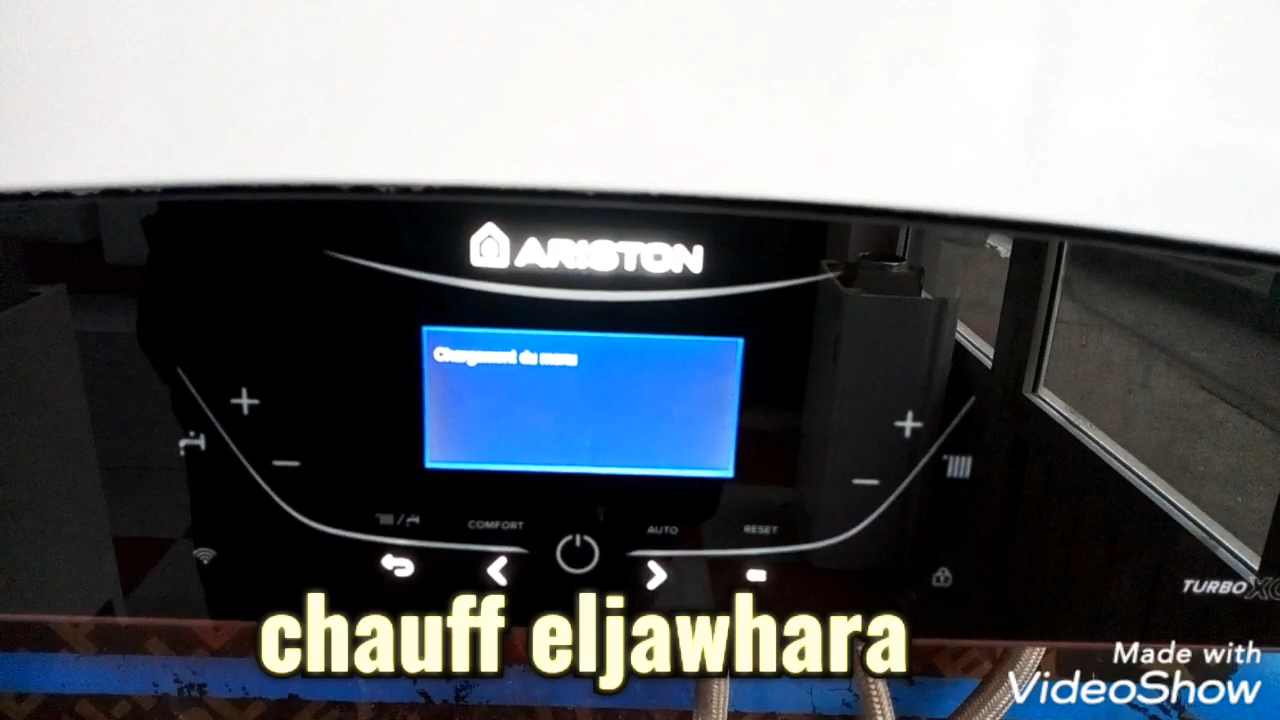 ARISTON
Chargement du menu
COMFORT
AUTO
RESET
TURBO
chauff eljawhara
Made with
VideoShow